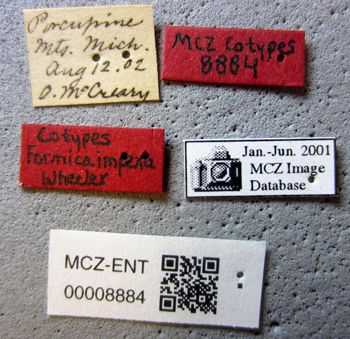 Porcupine
Mts. Mich.
Aug 12.02
O. McCreary
MCZ Cotypes
8884
Cotypes
Formica impexa
Wheeler
Jan.-Jun. 2001
MCZ Image
Database
MCZ-ENT
00008884